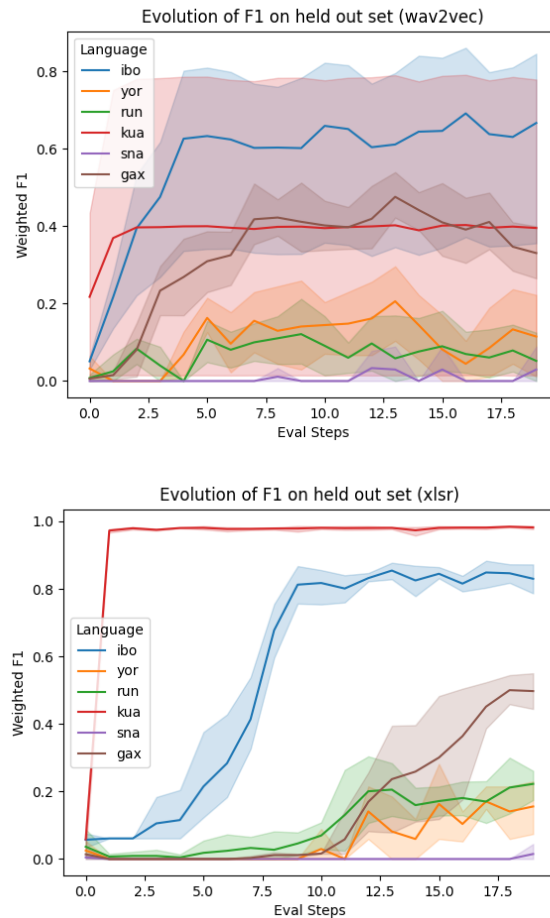 Evolution of F1 on held out set (wav2vec)
Language
ibo
yor
run
kua
sna
gax
Weighted F1
0.8
0.6
0.4
0.2
0.0
0.0 2.5 5.0 7.5 10.0 12.5 15.0 17.5
Eval Steps
Evolution of F1 on held out set (xlsr)
Language
ibo
yor
run
kua
sna
gax
Weighted F1
1.0
0.8
0.6
0.4
0.2
0.0
0.0 2.5 5.0 7.5 10.0 12.5 15.0 17.5
Eval Steps